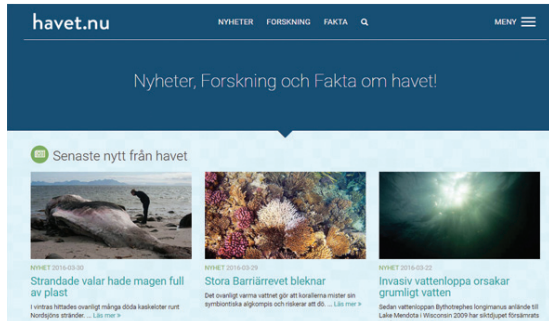 havet.nu
NYHETER FORSKNING FAKTA
MENY
Nyheter, Forskning och Fakta om havet!
Senaste nytt från havet
NYHET 2016-03-30
Strandade valar hade magen full
av plast
I vintras hittades ovanligt många döda kaskeloter runt
Nordsjöns stränder. ... Läs mer »
NYHET 2016-03-29
Stora Barriärrevet bleknar
Det ovanligt varma vattnet gör att korallerna mister sin
symbiontiska algkompis och riskerar att dö. ... Läs mer »
NYHET 2016-03-22
Invasiv vattenloppa orsakar
grumligt vatten
Sedan vattenloppan Bythotrephes longimanus anlände till
Lake Mendota i Wisconsin 2009 har siktdjupet försämrats